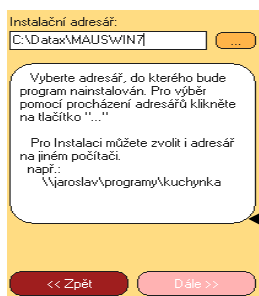 Instalační adresář:
C:\Datax\MAUSWIN7
...
Vyberte adresář, do kterého bude
program nainstalován. Pro výběr
pomocí procházení adresářů klikněte
na tlačítko "..."
Pro Instalaci můžete zvolit i adresář
na jiném počítači.
např.:
\\jaroslav\programy\kuchynka
<< Zpět
Dále >>